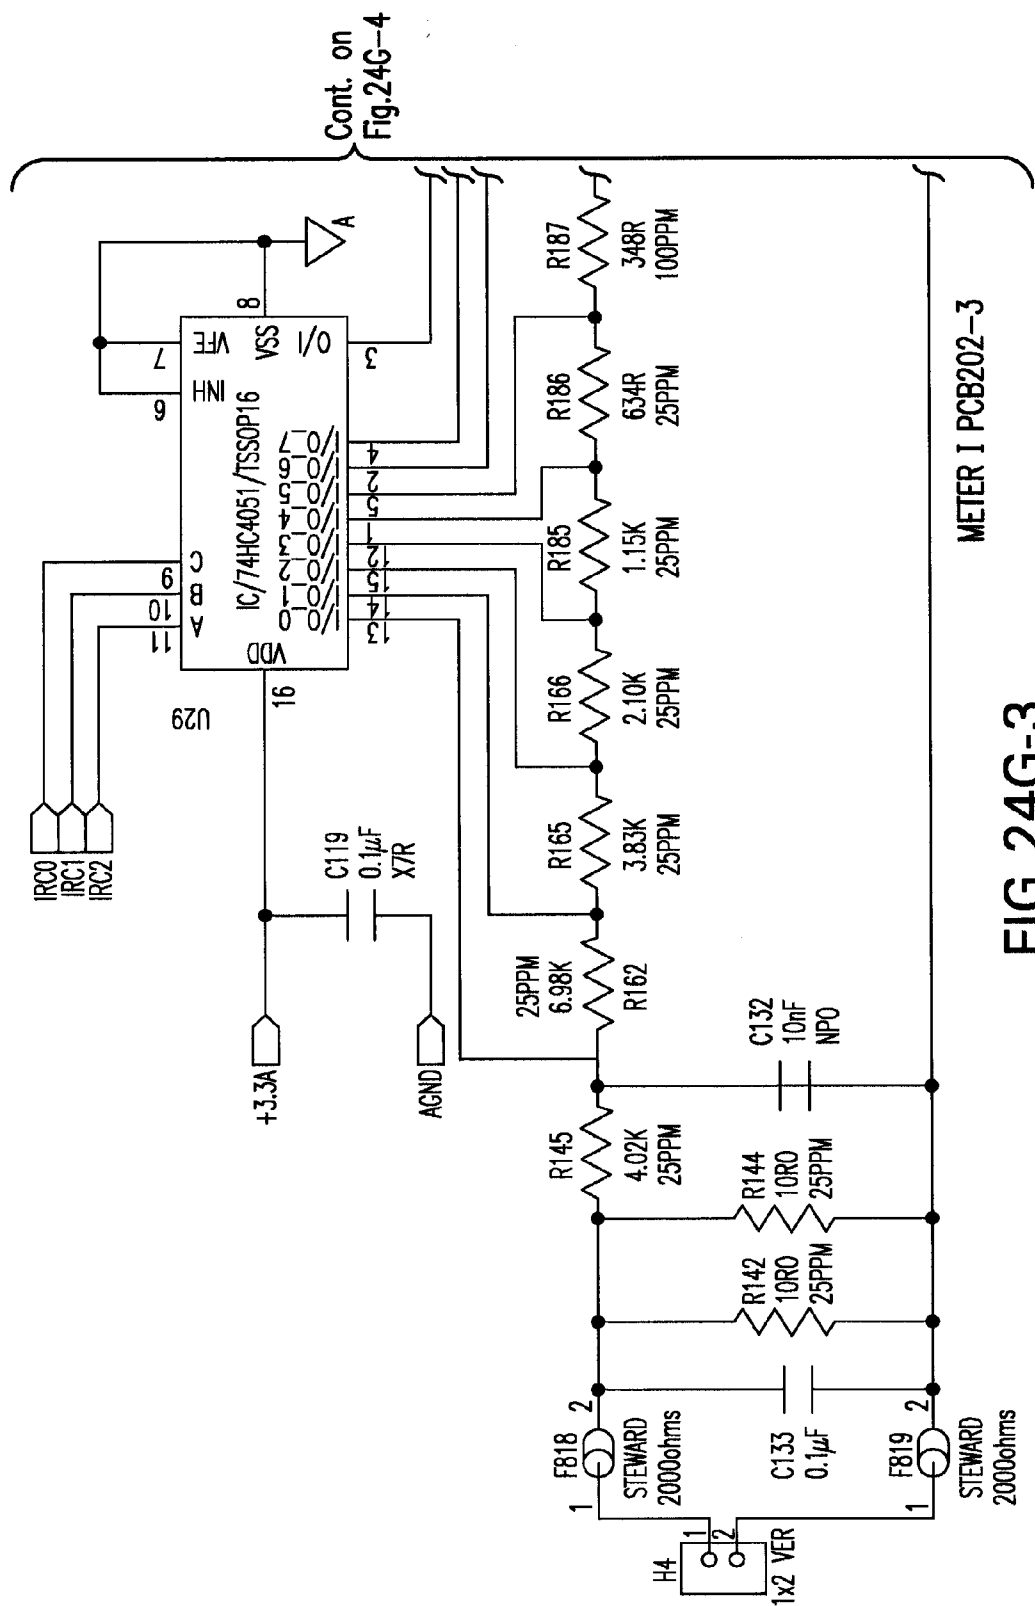 Cont. on
Fig.24G-4
IRC0
IRC1
IRC2
11
10
9
A
B
C
6
7
INH
VFE
8
VSS
A
U29
VDD
16
IC/74HC4051/TSSOP16
I/O_0
I/O_1
I/O_2
I/O_3
I/O_4
I/O_5
I/O_6
I/O_7
O/I
13
14
15
12
1
5
2
4
3
+3.3A
C119
0.1µF
X7R
AGND
H4
1x2 VER
1
2
1
F818
2
STEWARD
2000ohms
1
F819
2
STEWARD
2000ohms
C133
0.1µF
R142
10R0
25PPM
R144
10R0
25PPM
R145
4.02K
25PPM
C132
10nF
NPO
25PPM
6.98K
R162
R165
3.83K
25PPM
R166
2.10K
25PPM
R185
1.15K
25PPM
R186
634R
25PPM
R187
348R
100PPM
METER I PCB202-3
FIG. 24G-3